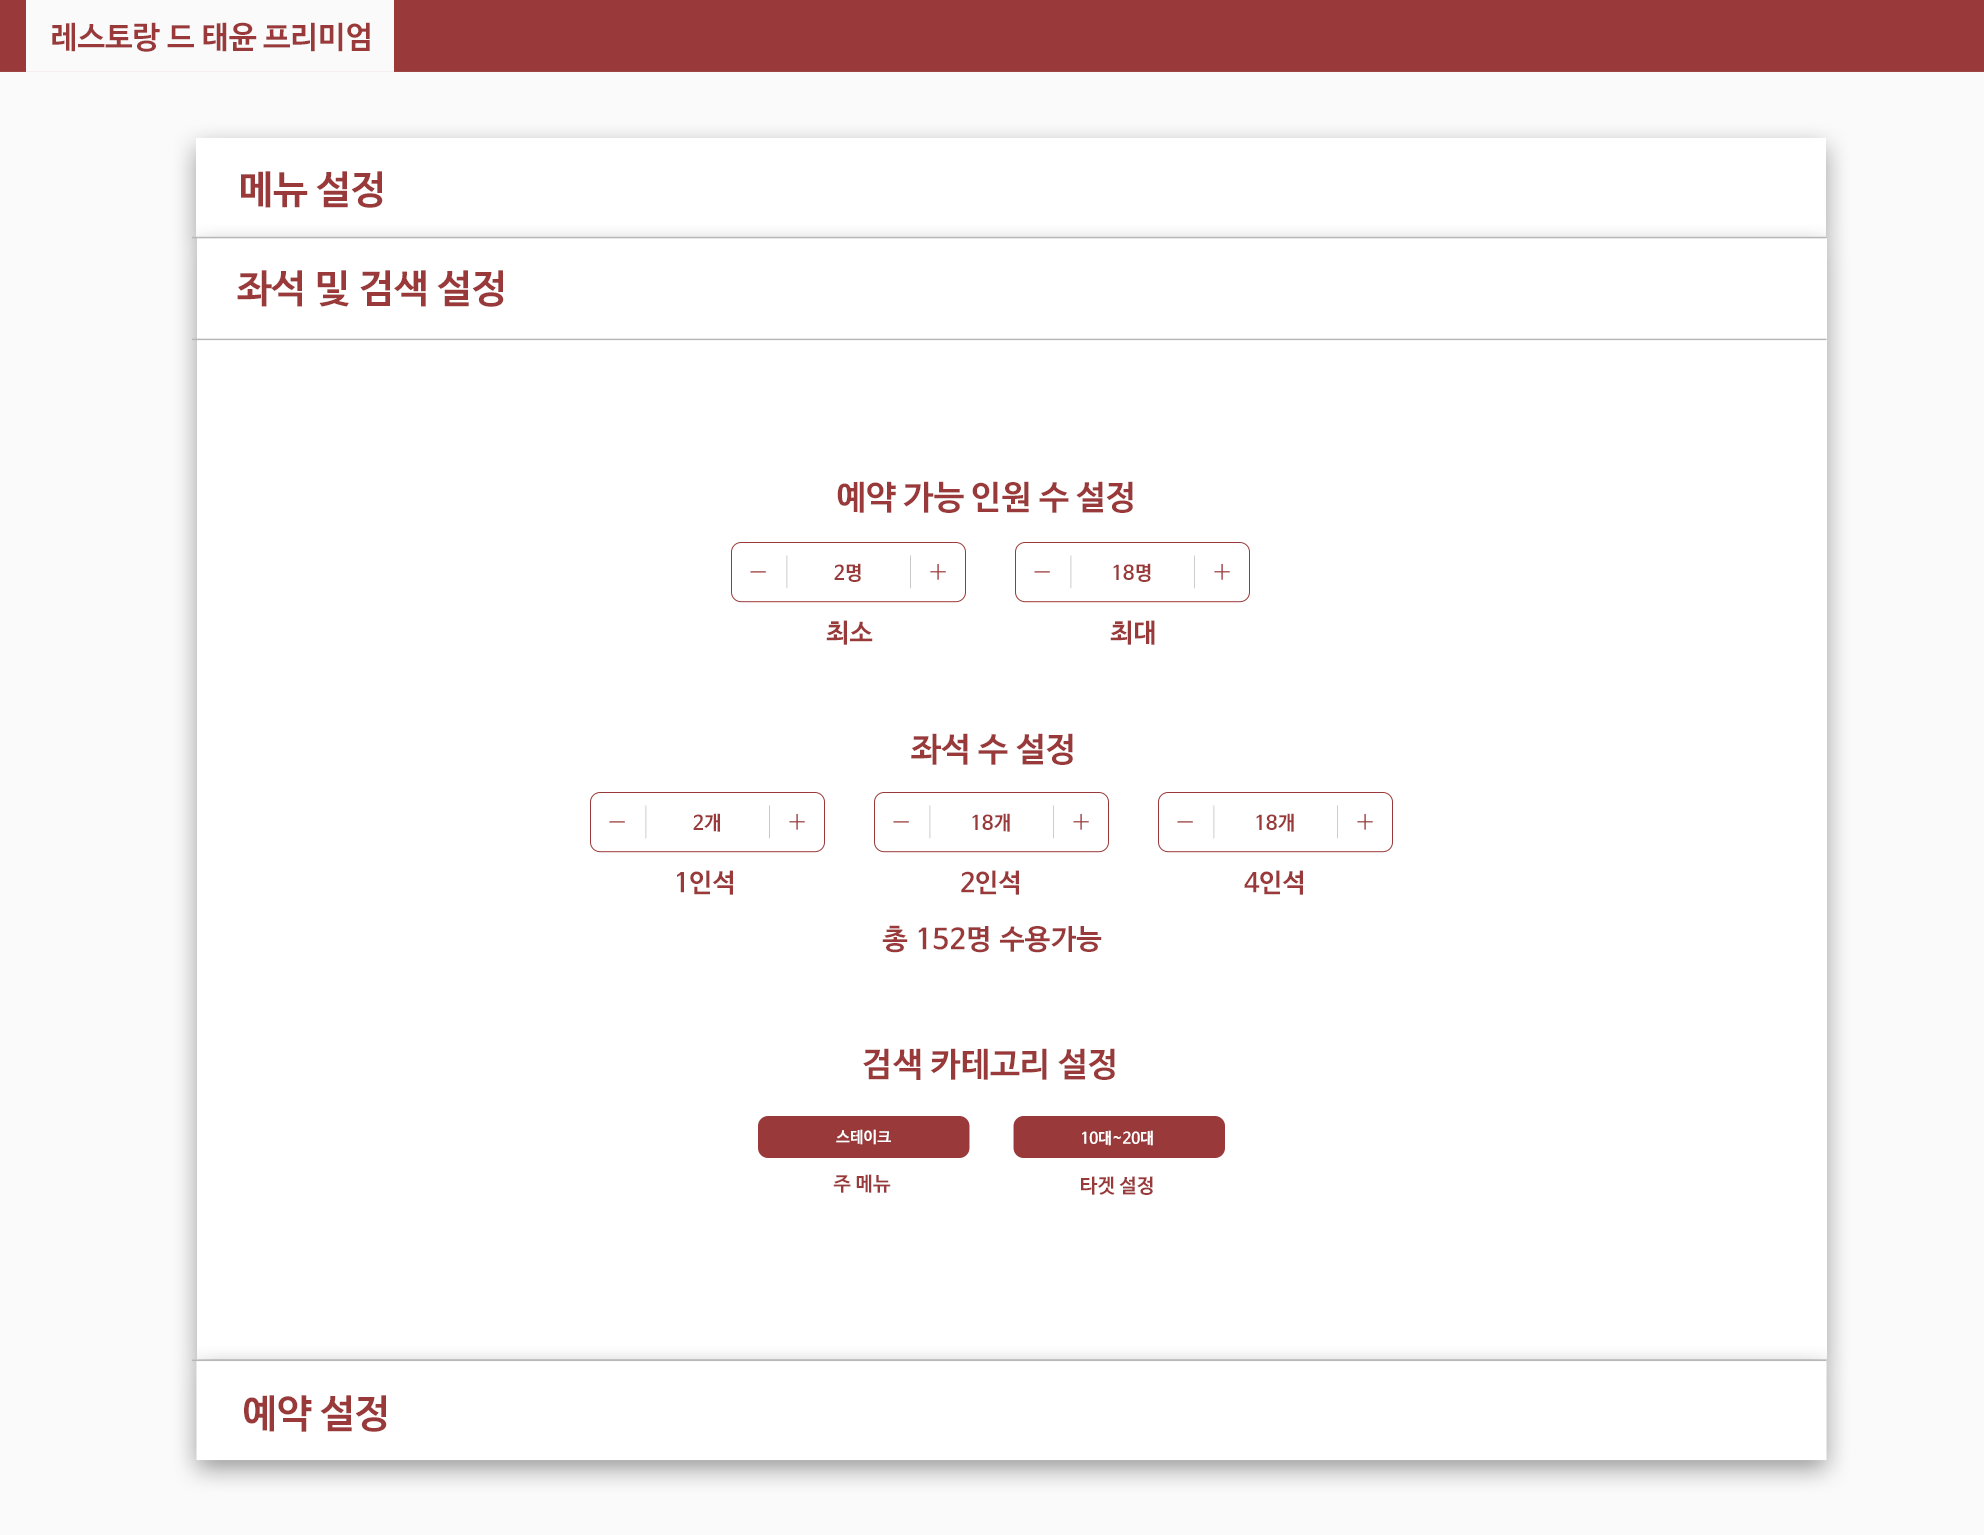 레스토랑 드 태윤 프리미엄
메뉴 설정
좌석 및 검색 설정
예약 가능 인원 수 설정
− 2명 + − 18명 +
최소 최대
좌석 수 설정
− 2개 + − 18개 + − 18개 +
1인석 2인석 4인석
총 152명 수용가능
검색 카테고리 설정
스테이크 10대~20대
주 메뉴 타겟 설정
예약 설정